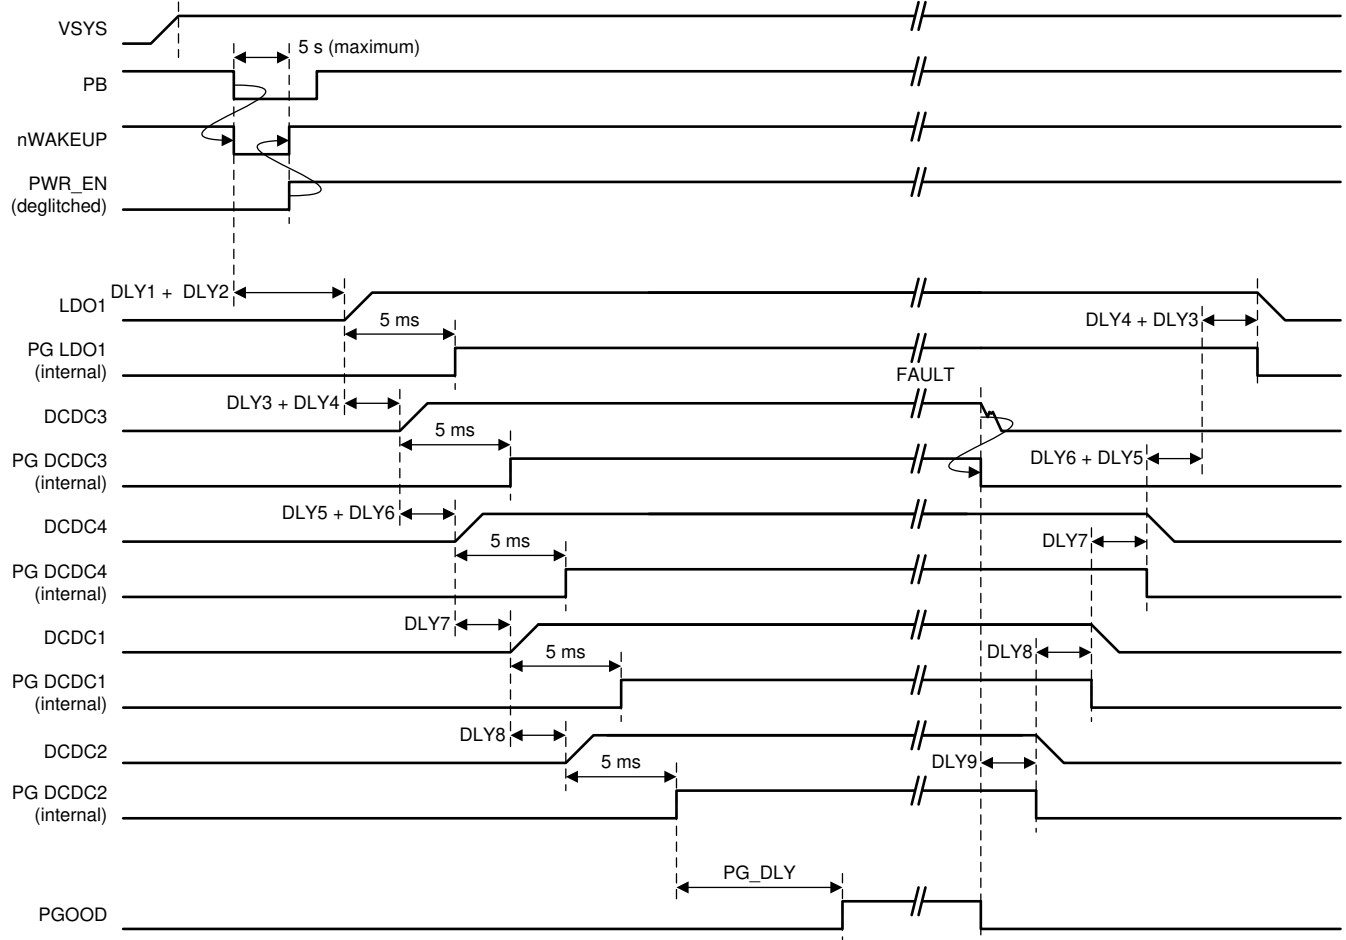 VSYS
5 s (maximum)
PB
nWAKEUP
PWR_EN
(deglitched)
DLY1 + DLY2
LDO1
5 ms
DLY4 + DLY3
PG LDO1
(internal)
FAULT
DLY3 + DLY4
DCDC3
5 ms
PG DCDC3
(internal)
DLY6 + DLY5
DLY5 + DLY6
DCDC4
5 ms
DLY7
PG DCDC4
(internal)
DLY7
DCDC1
5 ms
DLY8
PG DCDC1
(internal)
DLY8
DCDC2
5 ms
DLY9
PG DCDC2
(internal)
PG_DLY
PGOOD